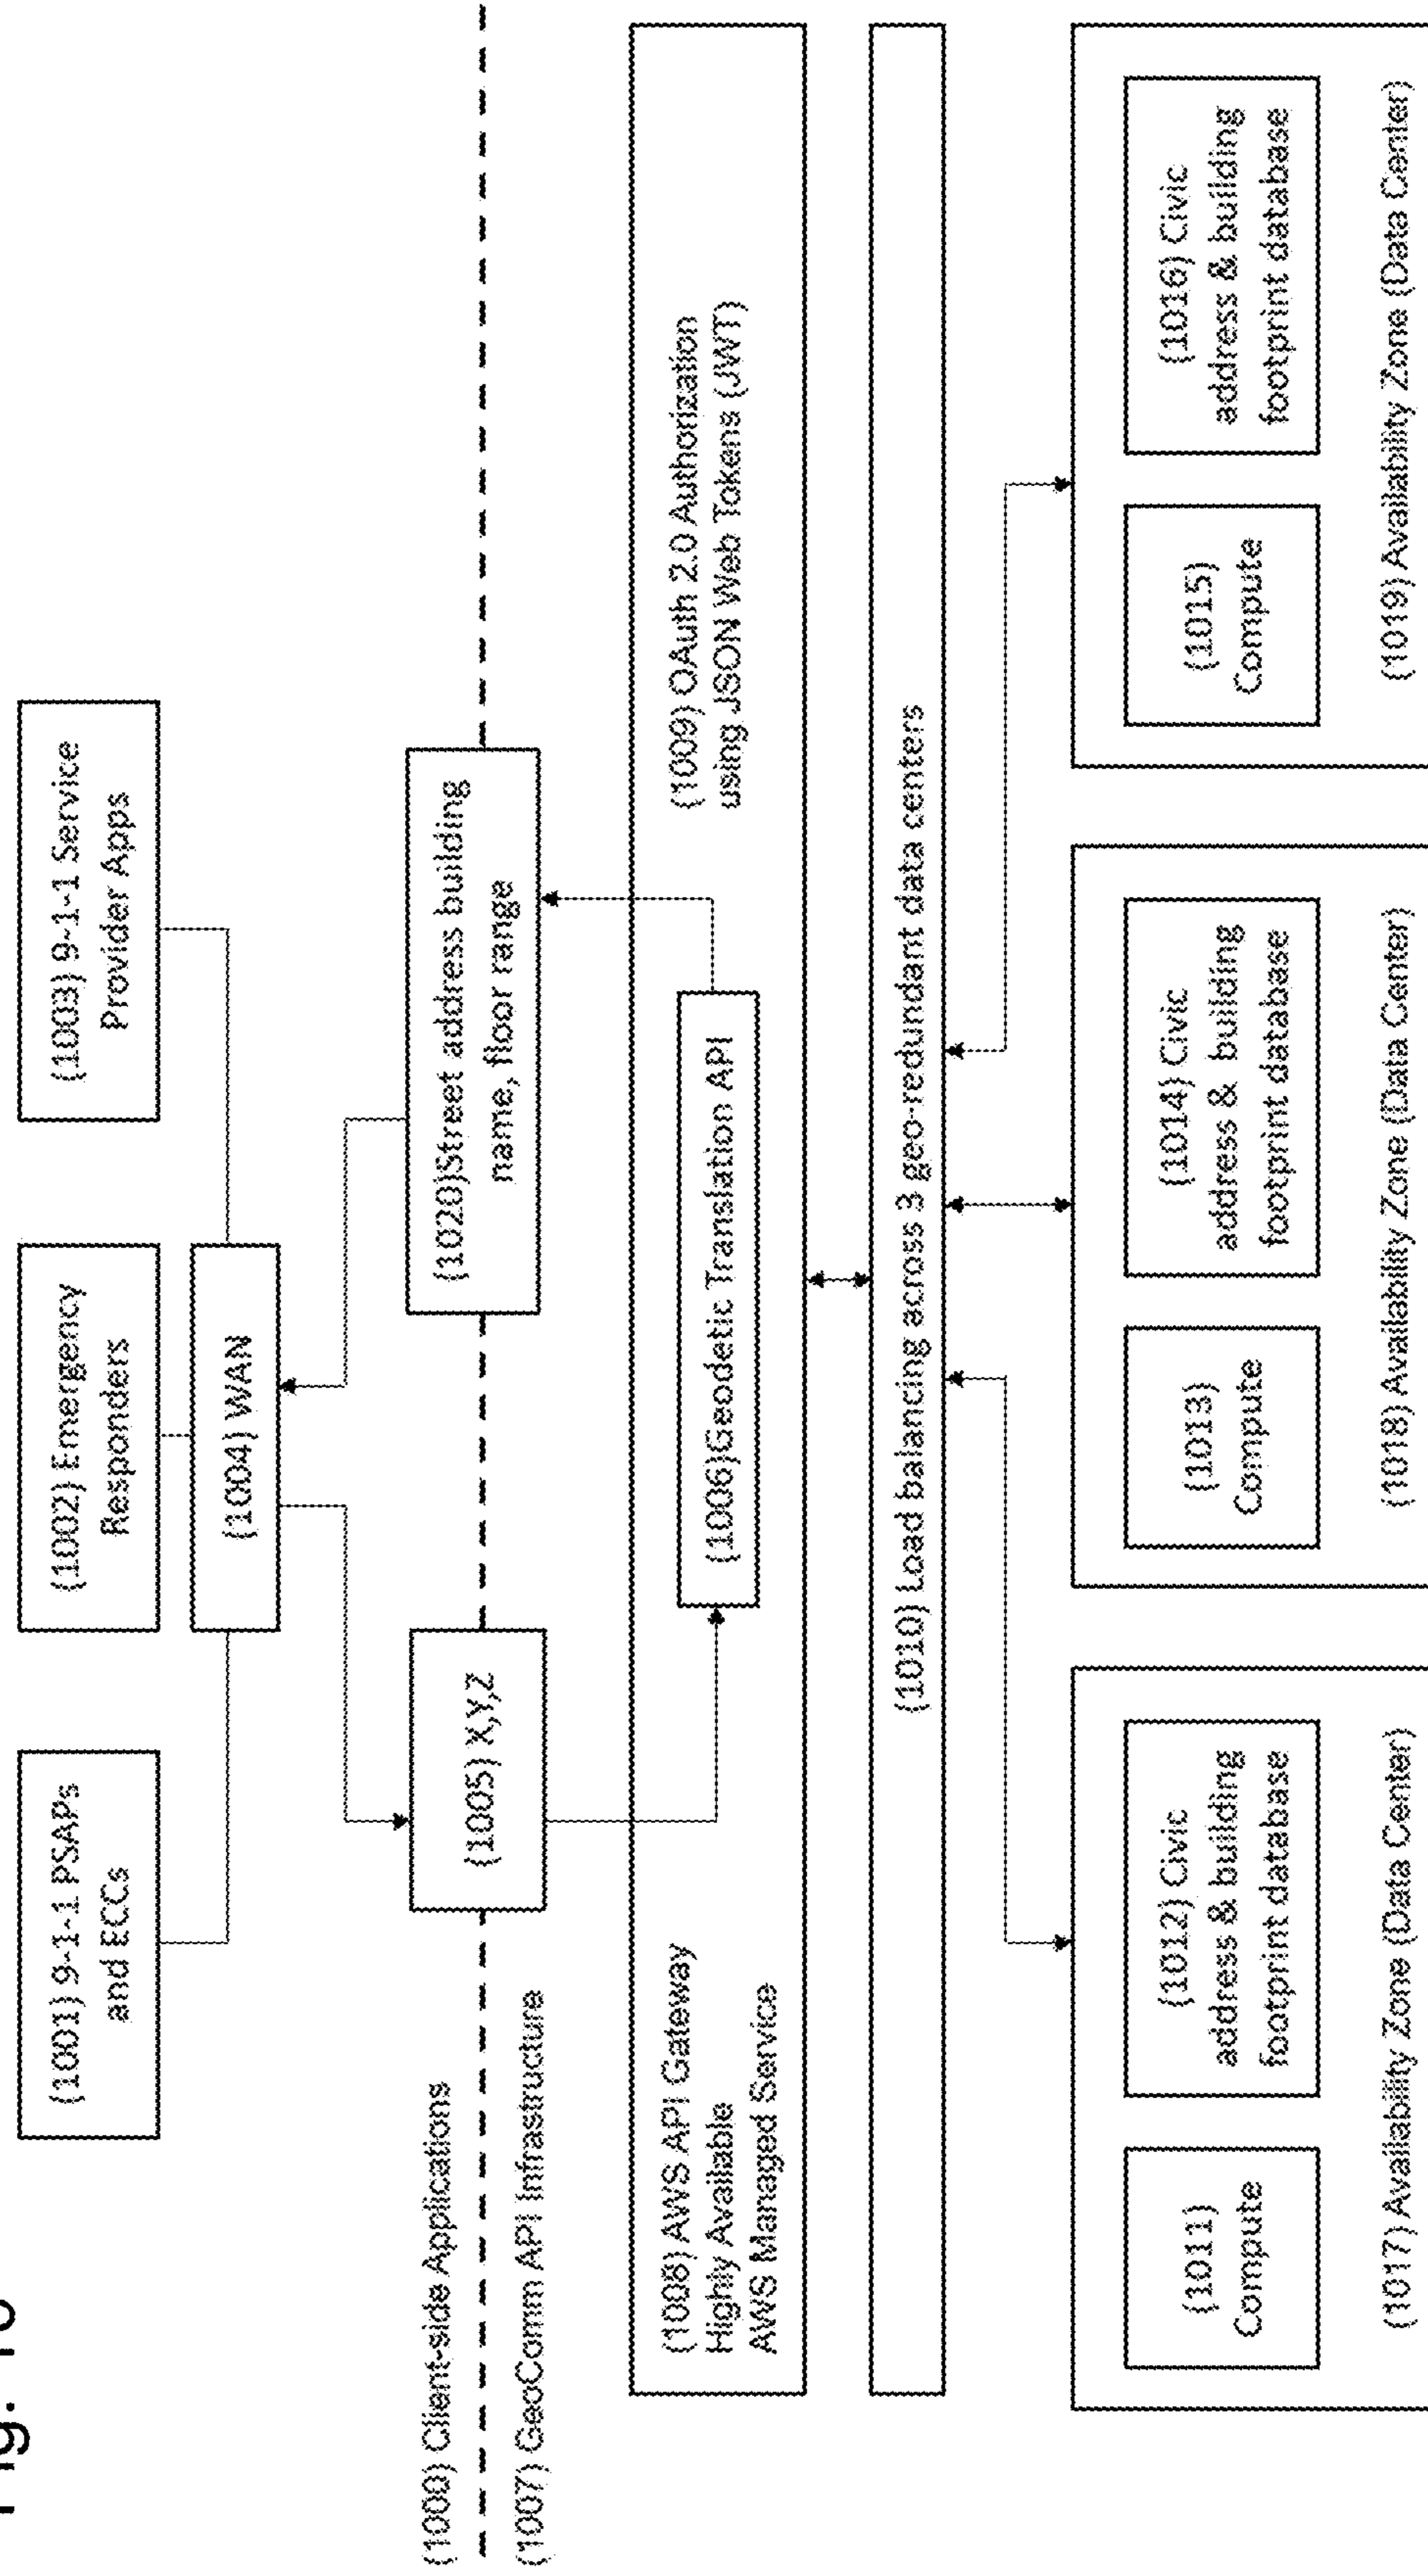 Fig. 10
(1001) 9-1-1 PSAPs
and ECCs
(1002) Emergency
Responders
(1003) 9-1-1 Service
Provider Apps
(1004) WAN
(1000) Client-side Applications
(1007) GeoComm API Infrastructure
(1005) X,Y,Z
(1020)Street address building
name, floor range
(1008) AWS API Gateway
Highly Available
AWS Managed Service
(1006)Geodetic Translation API
(1009) OAuth 2.0 Authorization
using JSON Web Tokens (JWT)
(1010) Load balancing across 3 geo-redundant data centers
(1011)
Compute
(1012) Civic
address & building
footprint database
(1017) Availability Zone (Data Center)
(1013)
Compute
(1014) Civic
address & building
footprint database
(1018) Availability Zone (Data Center)
(1015)
Compute
(1016) Civic
address & building
footprint database
(1019) Availability Zone (Data Center)